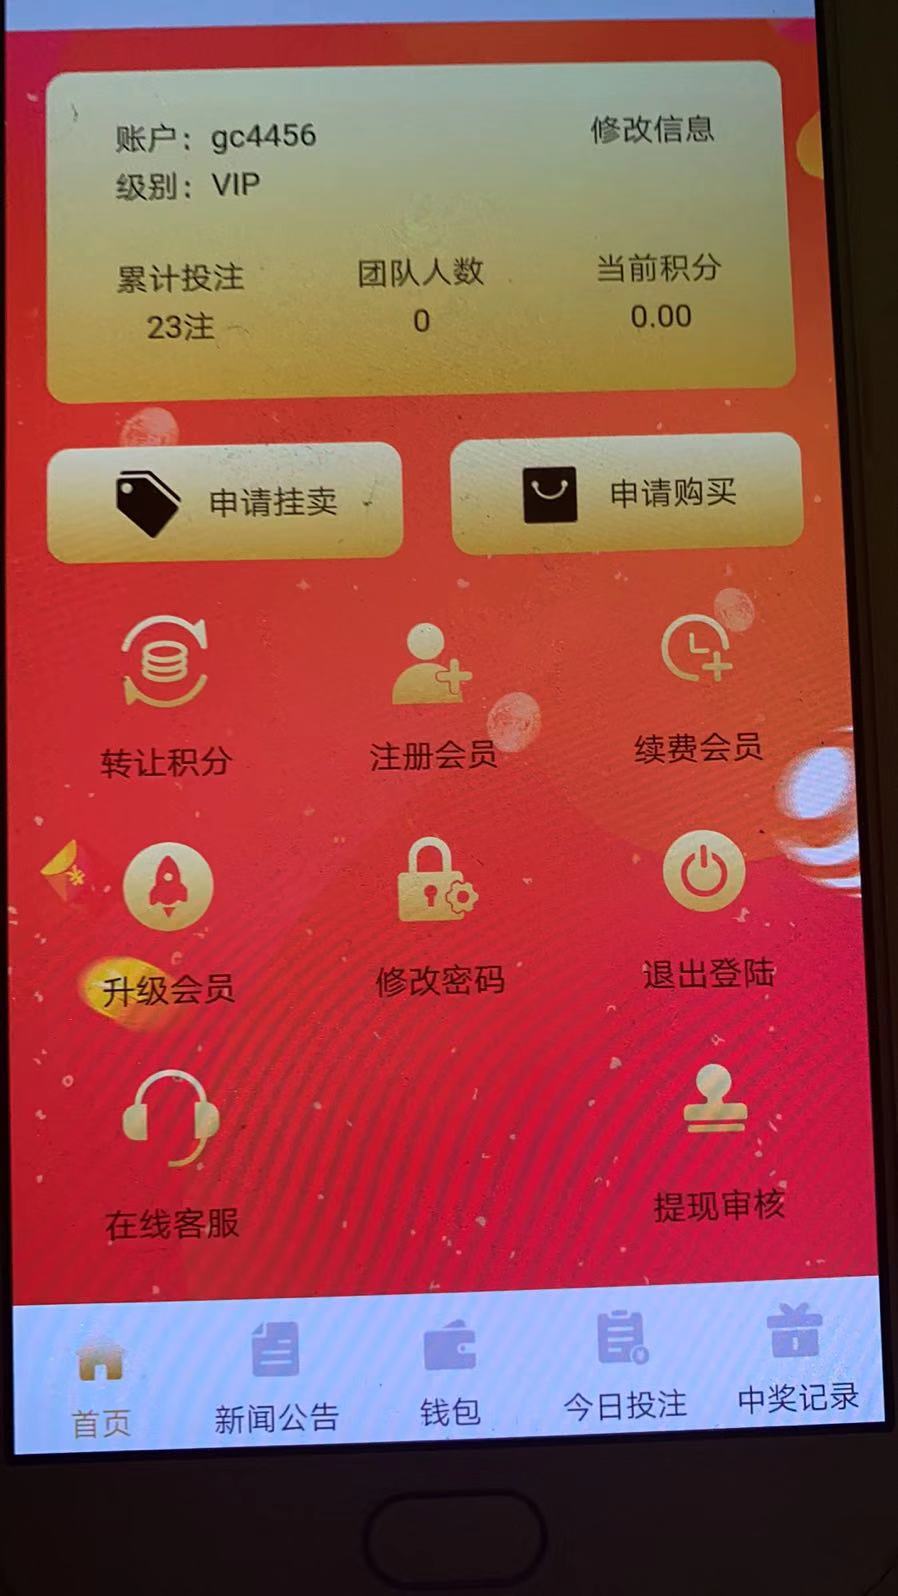 账户：gc4456 修改信息
级别：VIP
累计投注 团队人数 当前积分
23注 0 0.00
申请挂卖 申请购买
转让积分 注册会员 续费会员
升级会员 修改密码 退出登陆
在线客服 提现审核
首页 新闻公告 钱包 今日投注 中奖记录